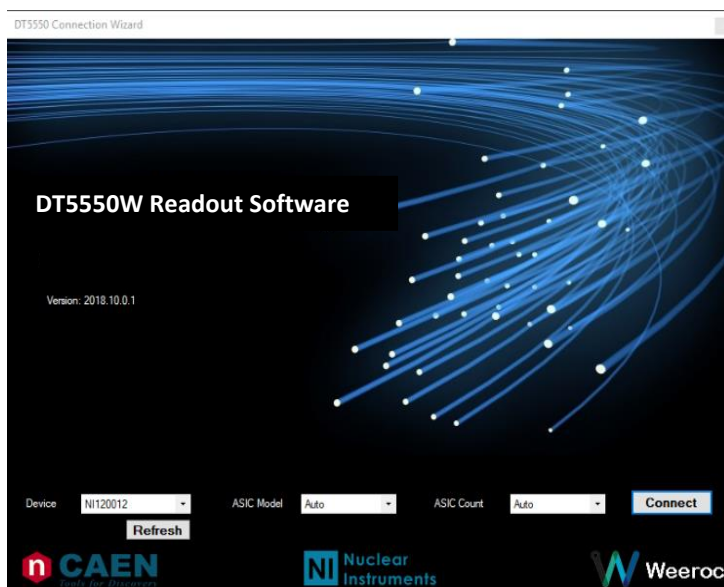 DT5550 Connection Wizard
DT5550W Readout Software
Version: 2018.10.0.1
Device NI120012 ASIC Model Auto ASIC Count Auto Connect
Refresh
n CAEN
Tools for Discovery
NI Nuclear
Instruments
Weeroc